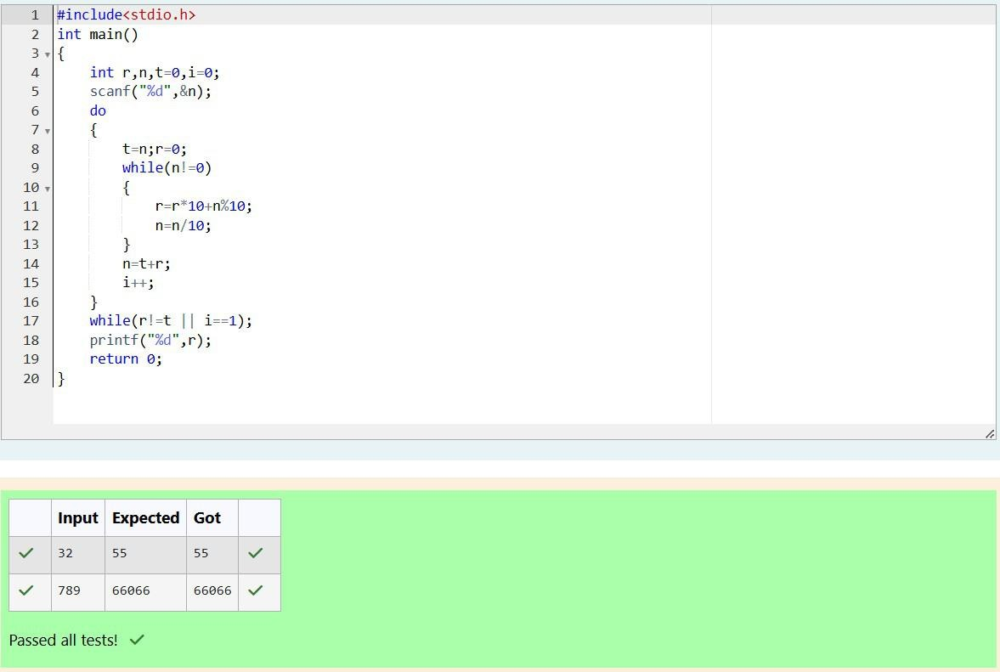 1 #include<stdio.h>
2 int main()
3 {
4     int r,n,t=0,i=0;
5     scanf("%d",&n);
6     do
7     {
8         t=n;r=0;
9         while(n!=0)
10         {
11             r=r*10+n%10;
12             n=n/10;
13         }
14         n=t+r;
15         i++;
16     }
17     while(r!=t || i==1);
18     printf("%d",r);
19     return 0;
20 }
Input Expected Got
32 55 55
789 66066 66066
Passed all tests!